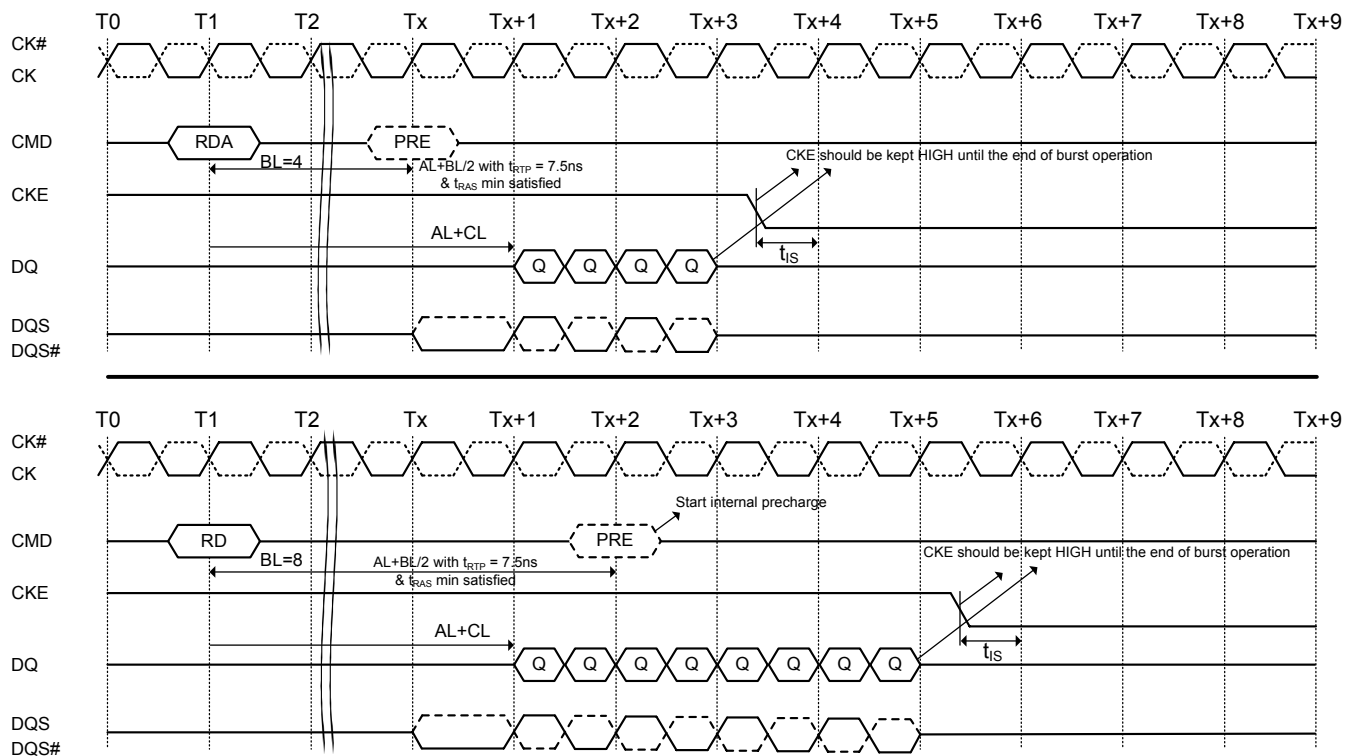 T0 T1 T2 Tx Tx+1 Tx+2 Tx+3 Tx+4 Tx+5 Tx+6 Tx+7 Tx+8 Tx+9
CK#
CK
CMD RDA PRE
BL=4 AL+BL/2 with tRTP = 7.5ns
& tRAS min satisfied
CKE should be kept HIGH until the end of burst operation
CKE
AL+CL
tIS
DQ Q Q Q Q
DQS
DQS#
T0 T1 T2 Tx Tx+1 Tx+2 Tx+3 Tx+4 Tx+5 Tx+6 Tx+7 Tx+8 Tx+9
CK#
CK
Start internal precharge
CMD RD PRE
BL=8 AL+BL/2 with tRTP = 7.5ns
& tRAS min satisfied
CKE should be kept HIGH until the end of burst operation
CKE
AL+CL
tIS
DQ Q Q Q Q Q Q Q Q
DQS
DQS#